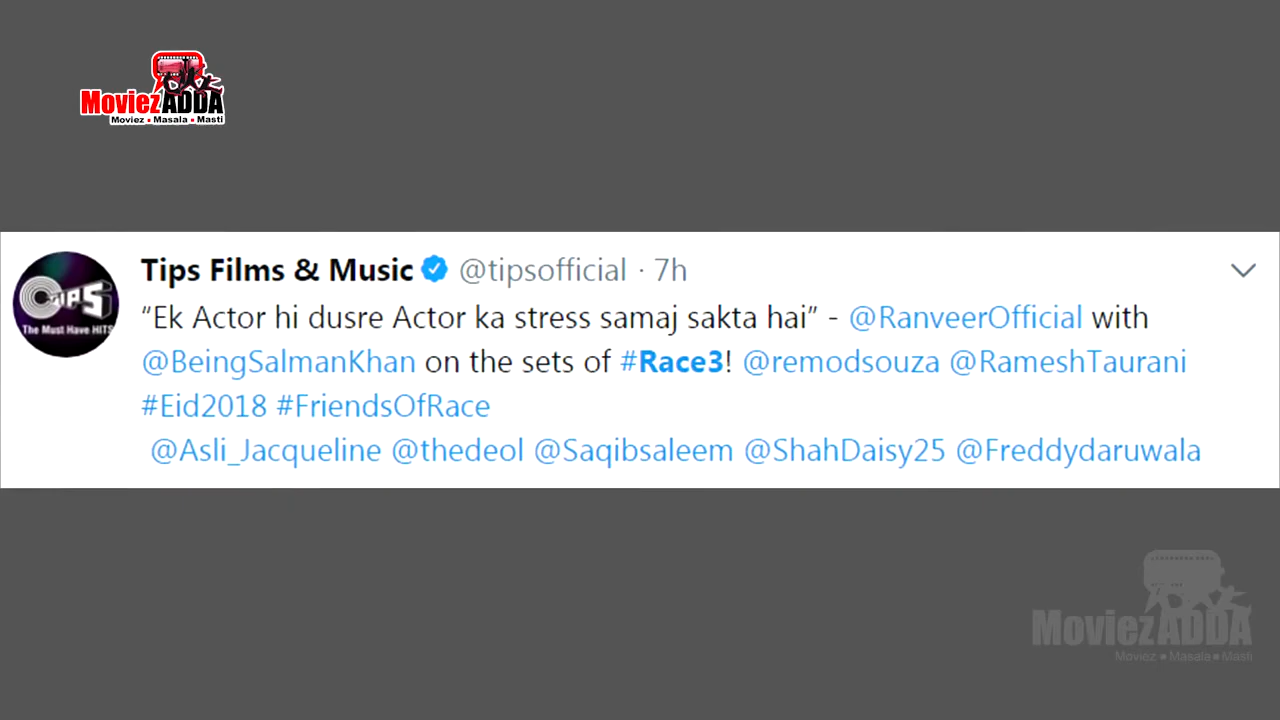 MoviezADDA
Moviez • Masala • Masti
Tips Films & Music @tipsofficial · 7h
TIPS
The Must Have HITS
“Ek Actor hi dusre Actor ka stress samaj sakta hai” - @RanveerOfficial with
@BeingSalmanKhan on the sets of #Race3! @remodsouza @RameshTaurani
#Eid2018 #FriendsOfRace
@Asli_Jacqueline @thedeol @Saqibsaleem @ShahDaisy25 @Freddydaruwala
MoviezADDA
Moviez • Masala • Masti